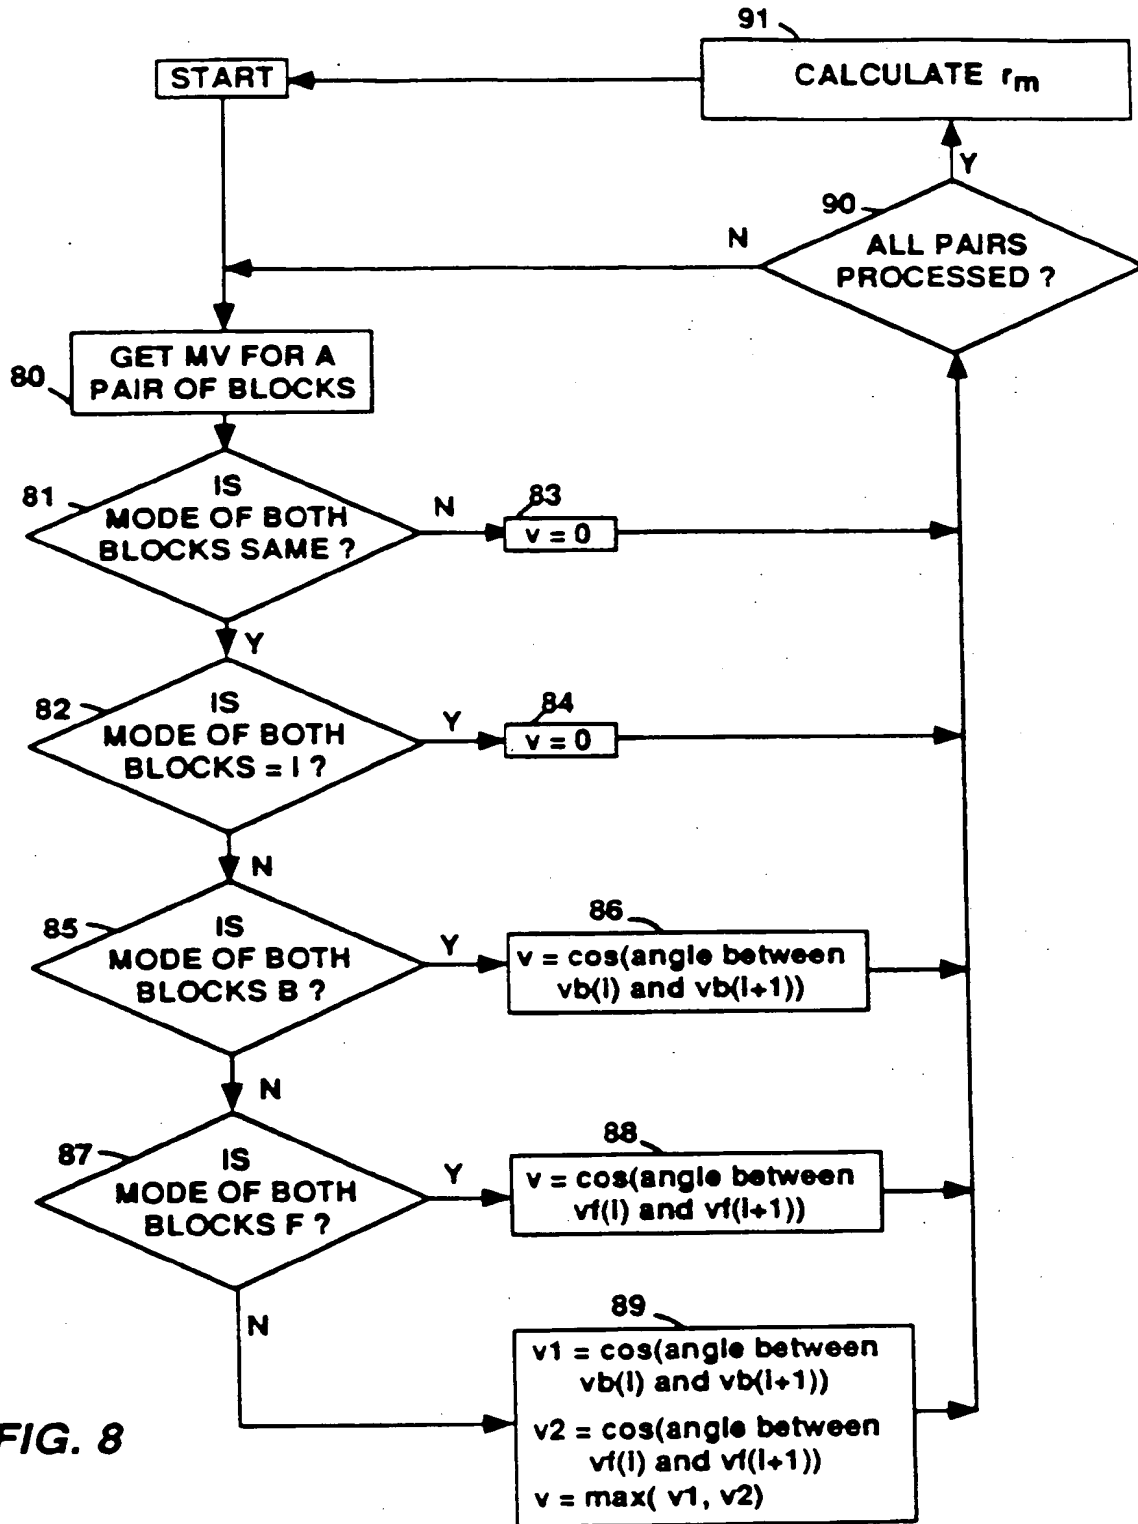 91
START
CALCULATE rm
Y
90
N
ALL PAIRS
PROCESSED ?
GET MV FOR A
PAIR OF BLOCKS
80
81
IS
MODE OF BOTH
BLOCKS SAME ?
N
83
v = 0
Y
82
IS
MODE OF BOTH
BLOCKS = I ?
Y
84
v = 0
N
85
IS
MODE OF BOTH
BLOCKS B ?
Y
86
v = cos(angle between
vb(i) and vb(i+1))
N
87
IS
MODE OF BOTH
BLOCKS F ?
Y
88
v = cos(angle between
vf(i) and vf(i+1))
N
89
v1 = cos(angle between
vb(i) and vb(i+1))
v2 = cos(angle between
vf(i) and vf(i+1))
v = max( v1, v2)
FIG. 8